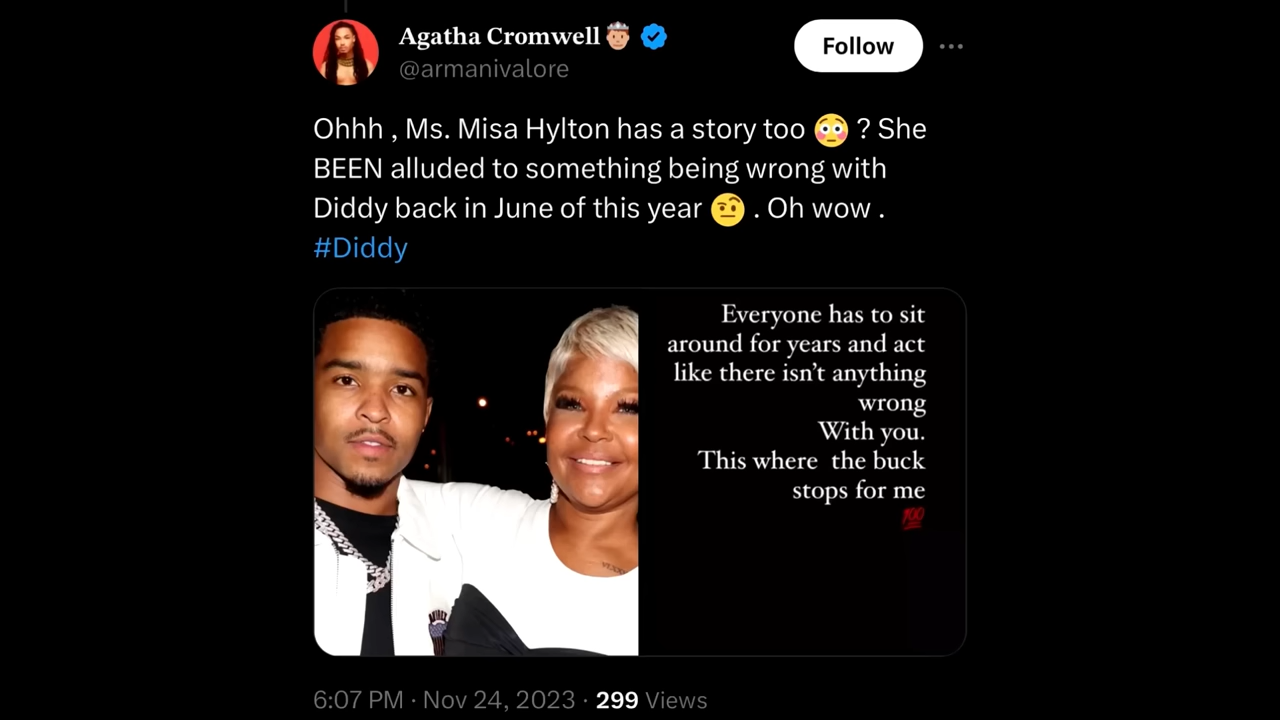 Agatha Cromwell🤴🏽
@armanivalore
Follow
Ohhh , Ms. Misa Hylton has a story too 😳 ? She
BEEN alluded to something being wrong with
Diddy back in June of this year 🤨 . Oh wow .
#Diddy
Everyone has to sit
around for years and act
like there isn’t anything
wrong
With you.
This where the buck
stops for me
💯
6:07 PM · Nov 24, 2023 · 299 Views